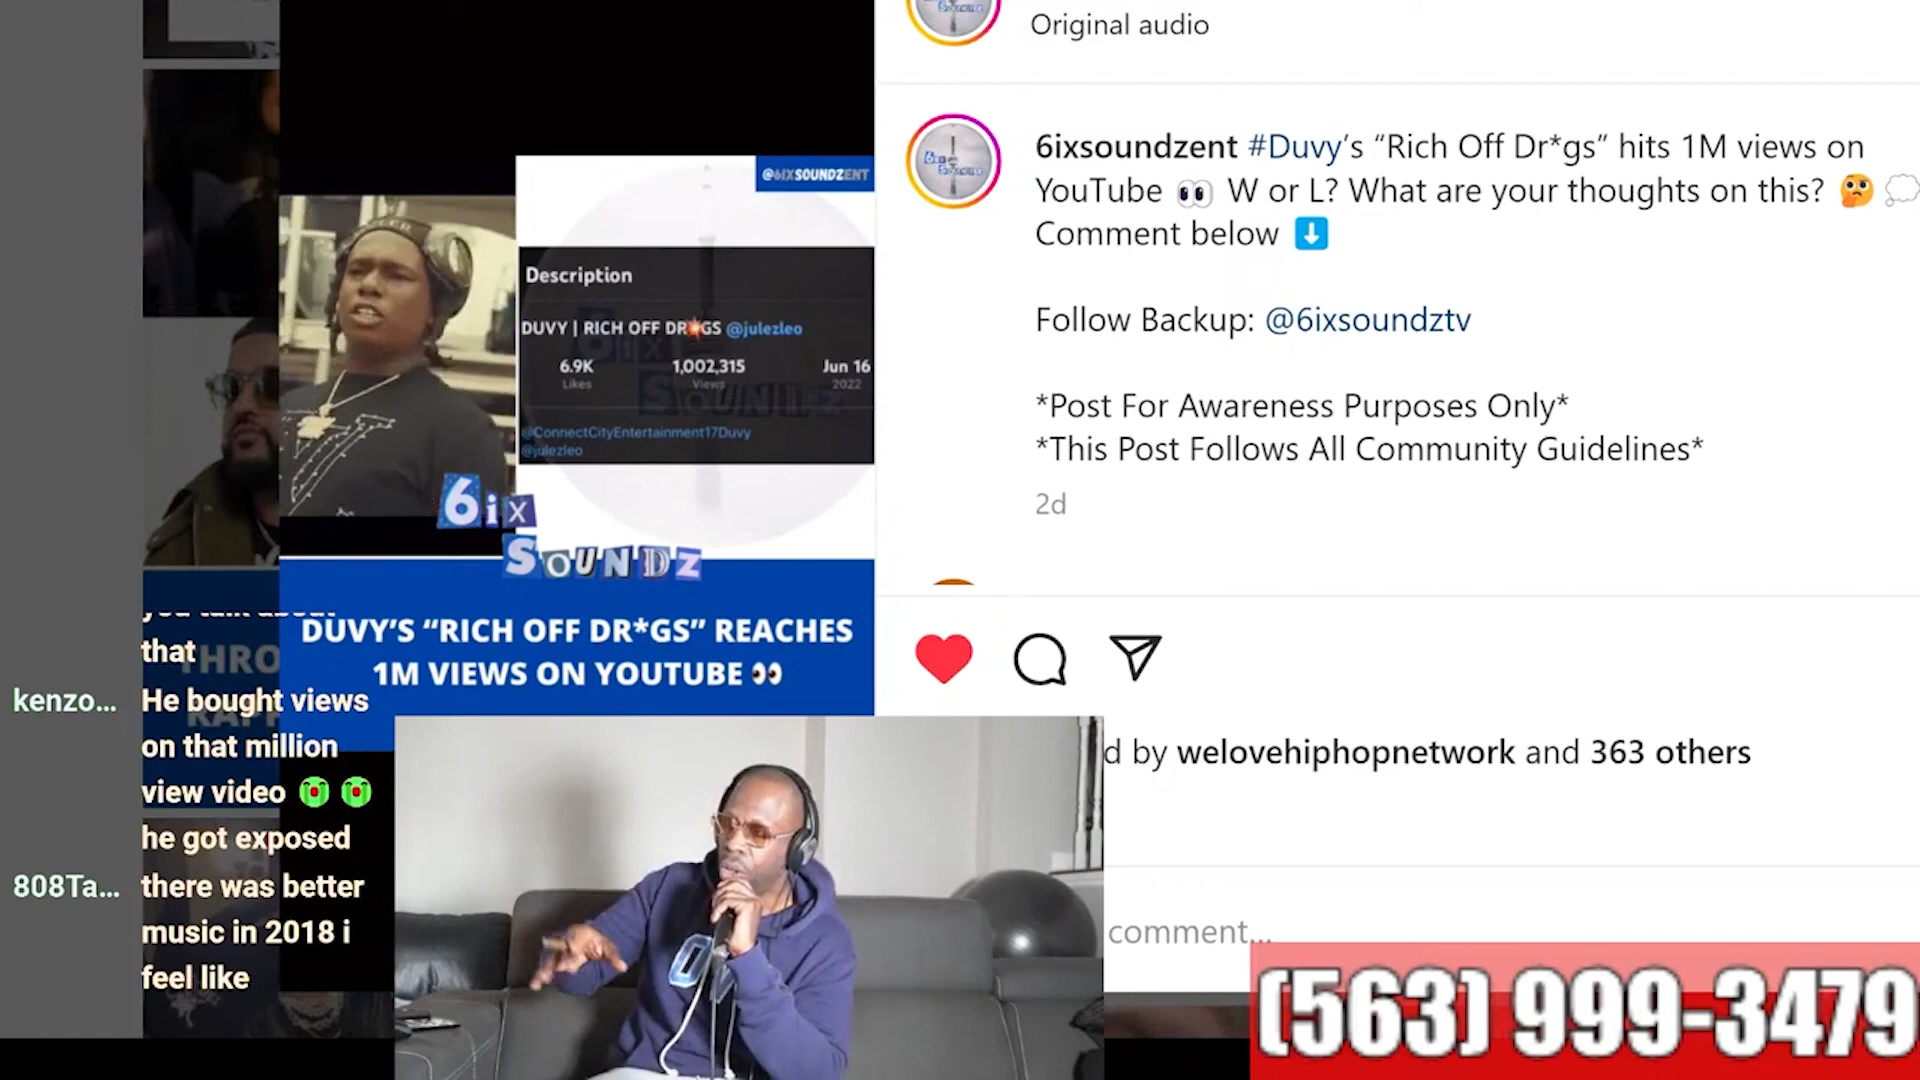 Original audio
6ixsoundzent #Duvy’s “Rich Off Dr*gs” hits 1M views on
YouTube 👀 W or L? What are your thoughts on this? 🤔 💭
Comment below ⬇️
Follow Backup: @6ixsoundztv
*Post For Awareness Purposes Only*
*This Post Follows All Community Guidelines*
2d
@6IXSOUNDZENT
Description
DUVY | RICH OFF DR💥GS @julezleo
6.9K 1,002,315 Jun 16
Likes Views 2022
@ConnectCityEntertainment17Duvy
@julezleo
6ix
SOUNDZ
DUVY’S “RICH OFF DR*GS” REACHES
1M VIEWS ON YOUTUBE 👀
you talk about
that
kenzo... He bought views
on that million
view video
he got exposed
808Ta... there was better
music in 2018 i
feel like
d by welovehiphopnetwork and 363 others
comment...
(563) 999-3479